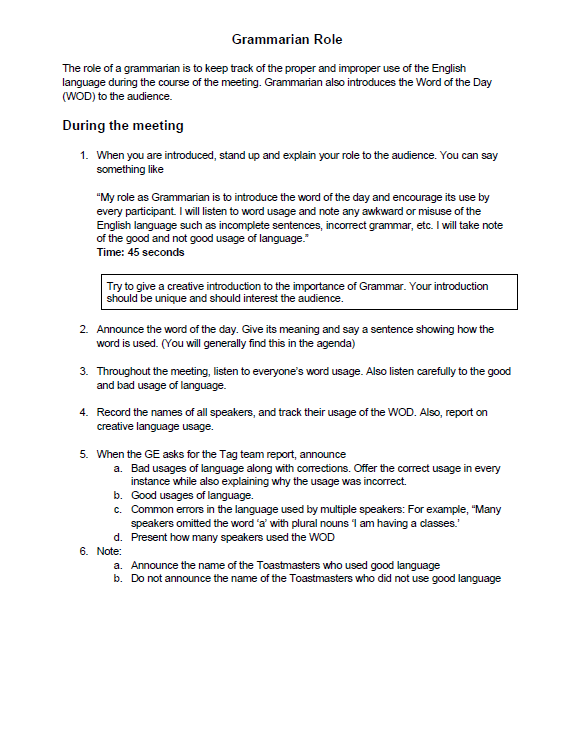 Grammarian Role
The role of a grammarian is to keep track of the proper and improper use of the English
language during the course of the meeting. Grammarian also introduces the Word of the Day
(WOD) to the audience.
During the meeting
1. When you are introduced, stand up and explain your role to the audience. You can say
something like
“My role as Grammarian is to introduce the word of the day and encourage its use by
every participant. I will listen to word usage and note any awkward or misuse of the
English language such as incomplete sentences, incorrect grammar, etc. I will take note
of the good and not good usage of language.”
Time: 45 seconds
Try to give a creative introduction to the importance of Grammar. Your introduction
should be unique and should interest the audience.
2. Announce the word of the day. Give its meaning and say a sentence showing how the
word is used. (You will generally find this in the agenda)
3. Throughout the meeting, listen to everyone’s word usage. Also listen carefully to the good
and bad usage of language.
4. Record the names of all speakers, and track their usage of the WOD. Also, report on
creative language usage.
5. When the GE asks for the Tag team report, announce
a. Bad usages of language along with corrections. Offer the correct usage in every
instance while also explaining why the usage was incorrect.
b. Good usages of language.
c. Common errors in the language used by multiple speakers: For example, “Many
speakers omitted the word ‘a’ with plural nouns ‘I am having a classes.’
d. Present how many speakers used the WOD
6. Note:
a. Announce the name of the Toastmasters who used good language
b. Do not announce the name of the Toastmasters who did not use good language